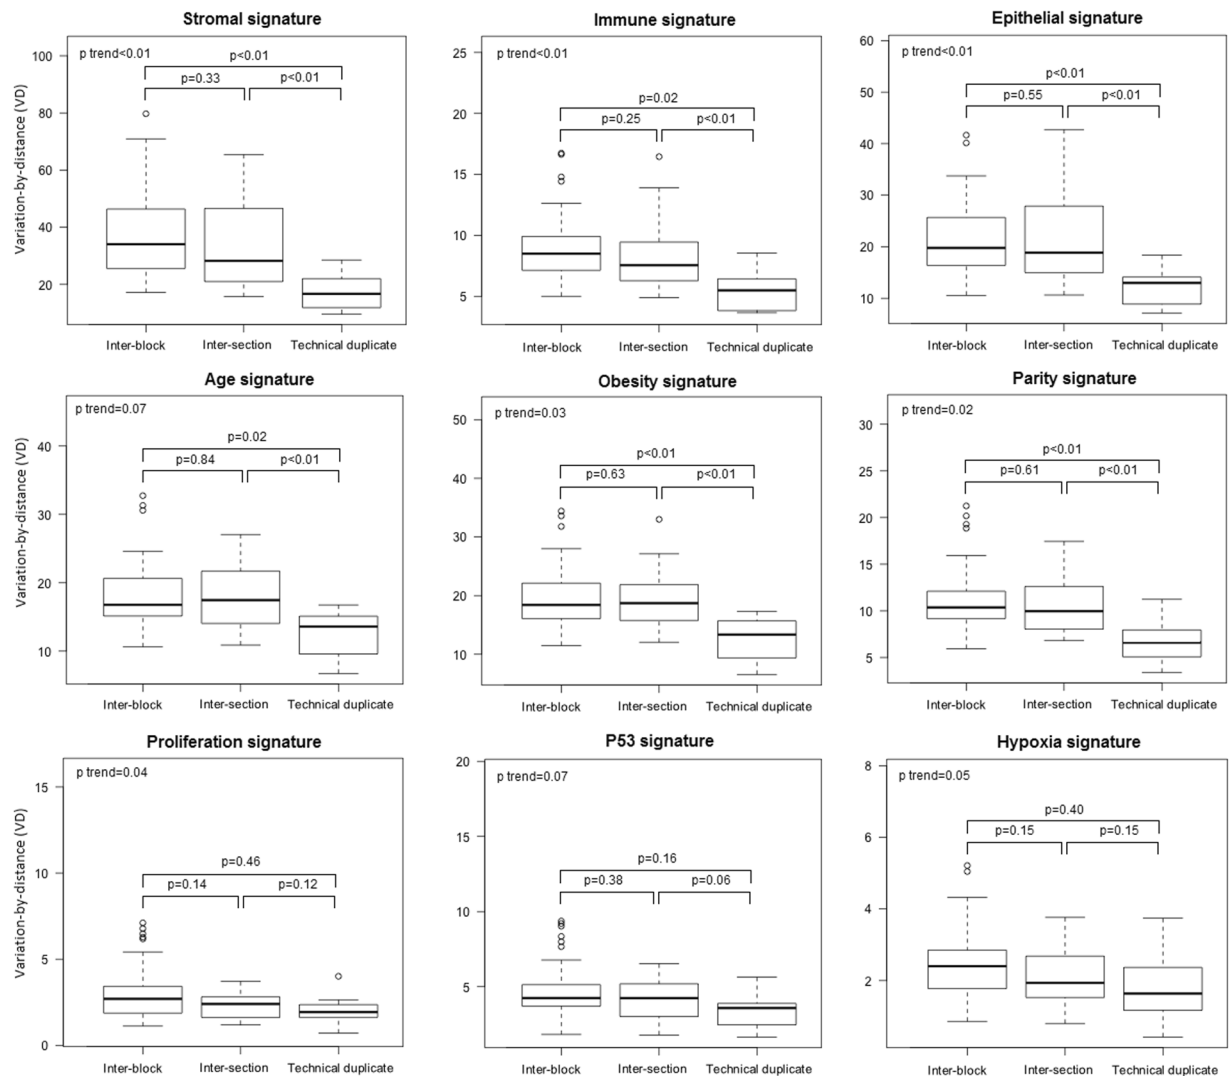 Stromal signature
Variation-by-distance (VD)
100
80
60
40
20
p trend<0.01
p<0.01
p=0.33
p<0.01
Inter-block
Inter-section
Technical duplicate
Immune signature
25
20
15
10
5
p trend<0.01
p=0.02
p=0.25
p<0.01
Inter-block
Inter-section
Technical duplicate
Epithelial signature
60
50
40
30
20
10
p trend<0.01
p<0.01
p=0.55
p<0.01
Inter-block
Inter-section
Technical duplicate
Age signature
Variation-by-distance (VD)
40
30
20
10
p trend=0.07
p=0.02
p=0.84
p<0.01
Inter-block
Inter-section
Technical duplicate
Obesity signature
50
40
30
20
10
p trend=0.03
p<0.01
p=0.63
p<0.01
Inter-block
Inter-section
Technical duplicate
Parity signature
30
25
20
15
10
5
p trend=0.02
p<0.01
p=0.61
p<0.01
Inter-block
Inter-section
Technical duplicate
Proliferation signature
Variation-by-distance (VD)
15
10
5
0
p trend=0.04
p=0.46
p=0.14
p=0.12
Inter-block
Inter-section
Technical duplicate
P53 signature
20
15
10
5
p trend=0.07
p=0.16
p=0.38
p=0.06
Inter-block
Inter-section
Technical duplicate
Hypoxia signature
8
6
4
2
p trend=0.05
p=0.40
p=0.15
p=0.15
Inter-block
Inter-section
Technical duplicate